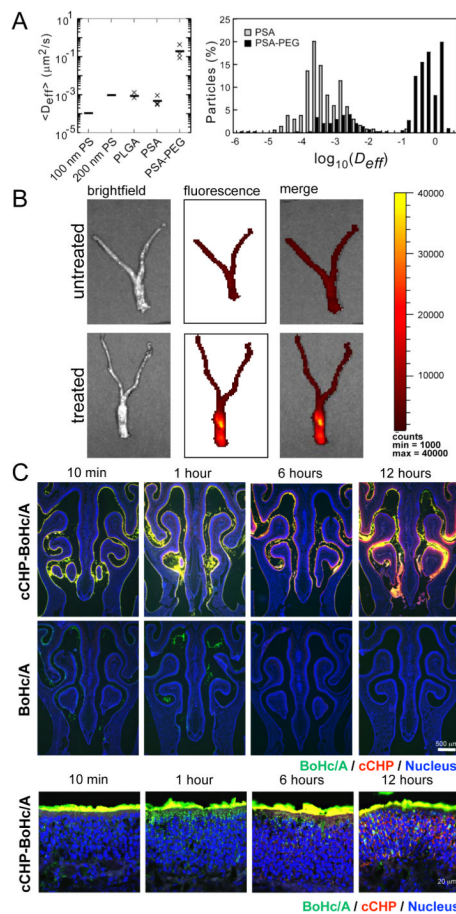 A
<D_eff> (μm²/s)
10⁻¹
10⁻³
10⁻⁵
100 nm PS
200 nm PS
PLGA
PSA
PSA-PEG
PSA
PSA-PEG
Particles (%)
25
20
15
10
5
0
-6 -5 -4 -3 -2 -1 0 1
log₁₀(D_eff)
B
brightfield fluorescence merge
untreated
treated
40000
30000
20000
10000
counts
min = 1000
max = 40000
C
10 min 1 hour 6 hours 12 hours
cCHP-BoHc/A
BoHc/A
500 μm
BoHc/A / cCHP / Nucleus
10 min 1 hour 6 hours 12 hours
cCHP-BoHc/A
20 μm
BoHc/A / cCHP / Nucleus